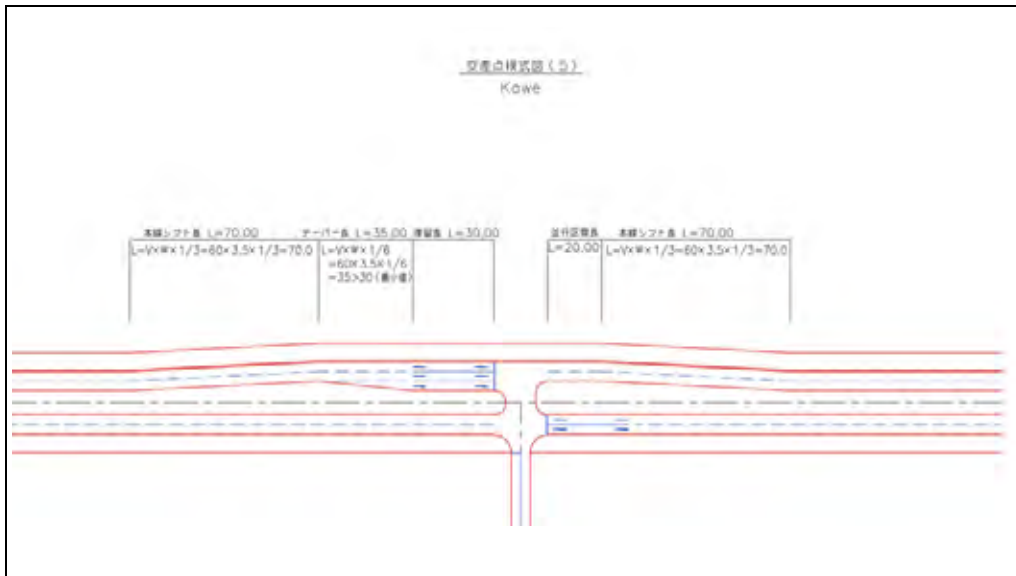 交差点模式図(5)
Kawe
本線シフト長 L=70.00
テーパー長 L=35.00
滞留長 L=30.00
並行区間長
本線シフト長 L=70.00
L=V×W×1/3=60×3.5×1/3=70.0
L=V×W×1/6
=60×3.5×1/6
=35>30(最小値)
L=20.00
L=V×W×1/3=60×3.5×1/3=70.0